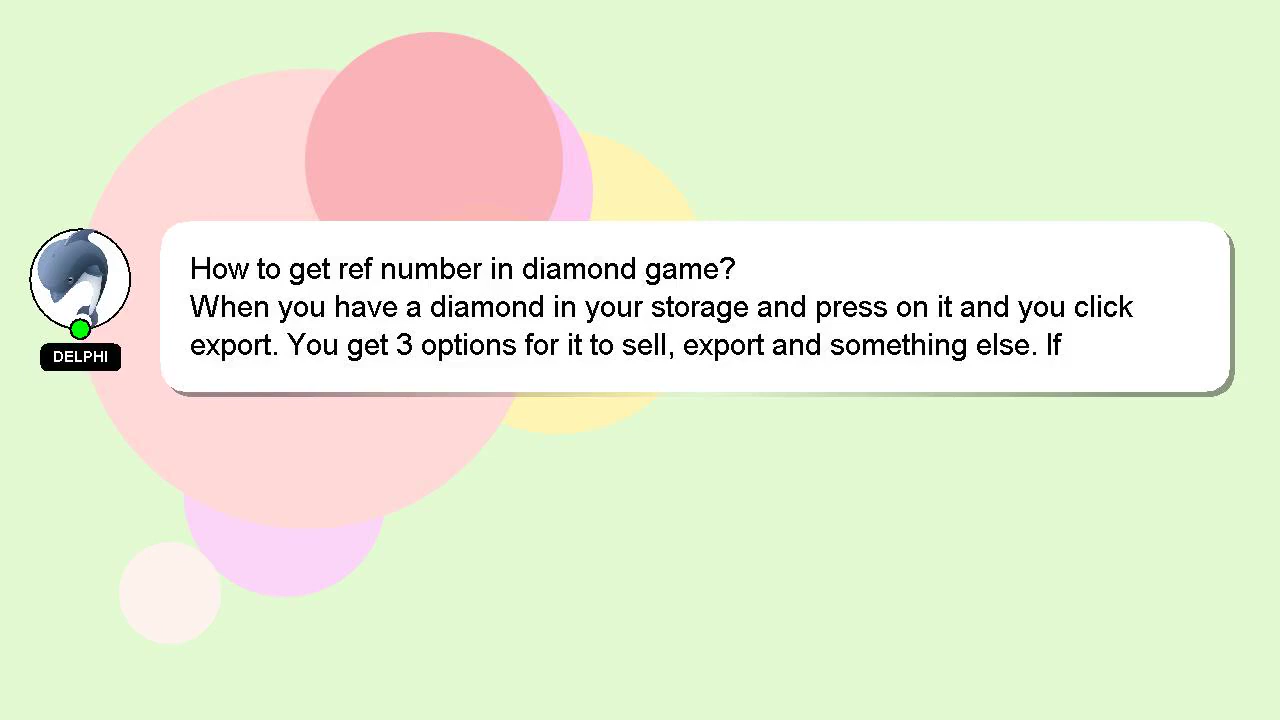 How to get ref number in diamond game?
When you have a diamond in your storage and press on it and you click
export. You get 3 options for it to sell, export and something else. If
DELPHI